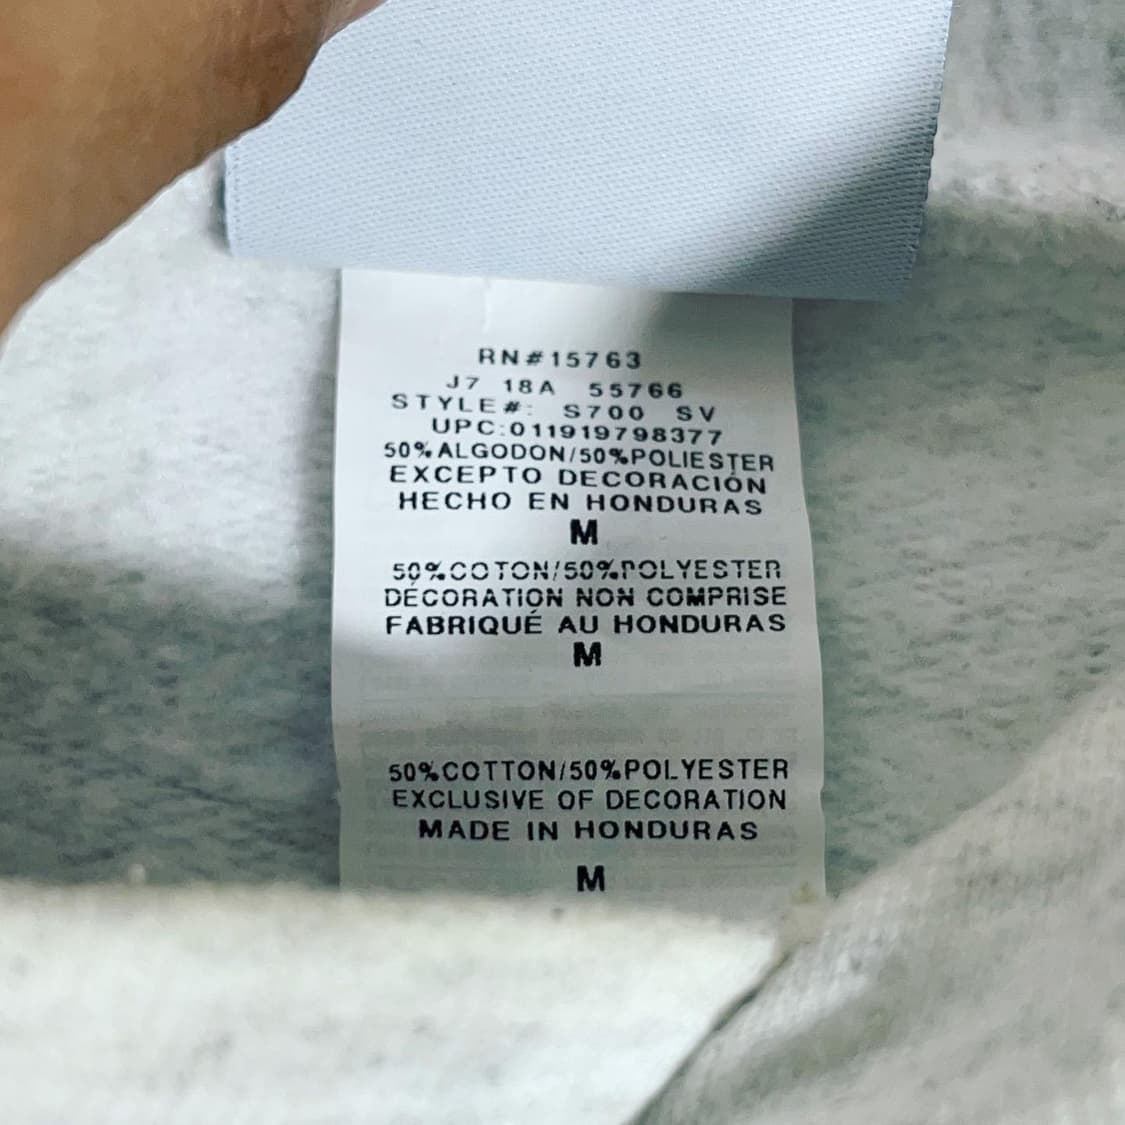 RN#15763
J7 18A 55766
STYLE#: S700 SV
UPC:011919798377
50%ALGODON/50%POLIESTER
EXCEPTO DECORACIÓN
HECHO EN HONDURAS
M
50%COTON/50%POLYESTER
DÉCORATION NON COMPRISE
FABRIQUÉ AU HONDURAS
M
50%COTTON/50%POLYESTER
EXCLUSIVE OF DECORATION
MADE IN HONDURAS
M